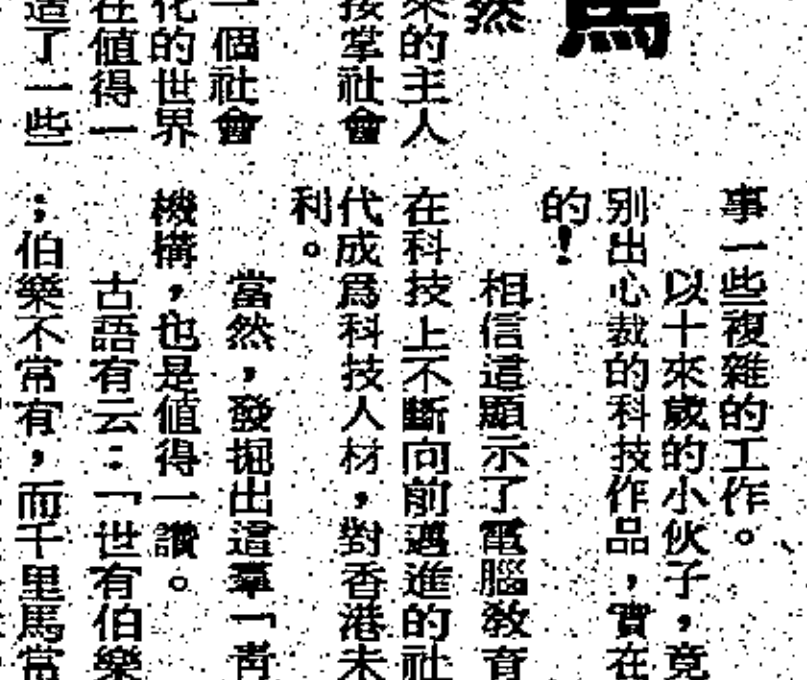 馬
然
來的主人
接掌社會
一個社會
化的世界
在值得一
造了一些
事一些複雜的工作。
以十來歲的小伙子，竟
别出心裁的科技作品，實在
的！
相信這顯示了電腦教育
在科技上不斷向前邁進的社
代成爲科技人材，對香港未
利。
當然，發掘出這羣「青
機構，也是值得一讚。
古語有云：「世有伯樂
；伯樂不常有，而千里馬常